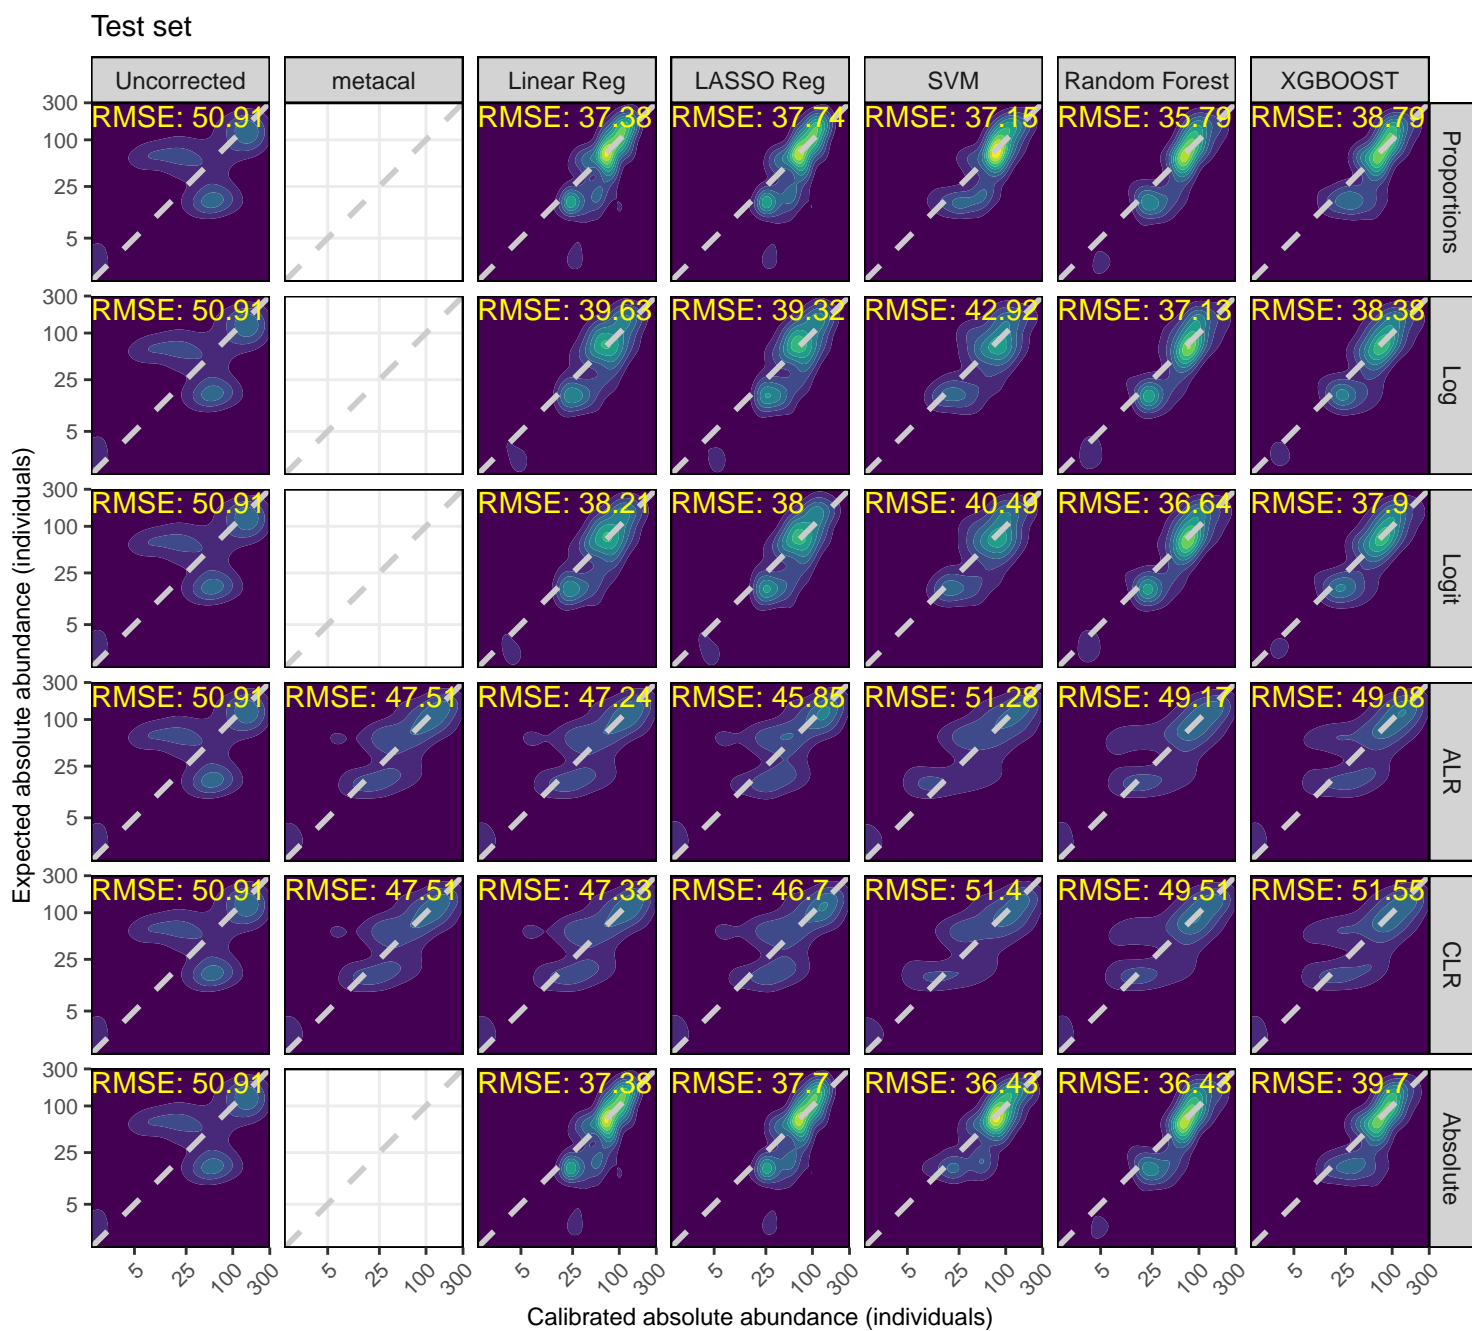 Test set
Uncorrected metacal Linear Reg LASSO Reg SVM Random Forest XGBOOST
300 RMSE: 50.91 RMSE: 37.38 RMSE: 37.74 RMSE: 37.15 RMSE: 35.79 RMSE: 38.79
100
25
5
Proportions
300 RMSE: 50.91 RMSE: 39.63 RMSE: 39.32 RMSE: 42.92 RMSE: 37.13 RMSE: 38.38
100
25
5
Log
300 RMSE: 50.91 RMSE: 38.21 RMSE: 38 RMSE: 40.49 RMSE: 36.64 RMSE: 37.9
100
25
5
Logit
300 RMSE: 50.91 RMSE: 47.51 RMSE: 47.24 RMSE: 45.85 RMSE: 51.28 RMSE: 49.17 RMSE: 49.08
100
25
5
ALR
300 RMSE: 50.91 RMSE: 47.51 RMSE: 47.33 RMSE: 46.7 RMSE: 51.4 RMSE: 49.51 RMSE: 51.55
100
25
5
CLR
300 RMSE: 50.91 RMSE: 37.38 RMSE: 37.7 RMSE: 36.43 RMSE: 36.43 RMSE: 39.7
100
25
5
Absolute
5 25 100 300 5 25 100 300 5 25 100 300 5 25 100 300 5 25 100 300 5 25 100 300 5 25 100 300
Calibrated absolute abundance (individuals)
Expected absolute abundance (individuals)